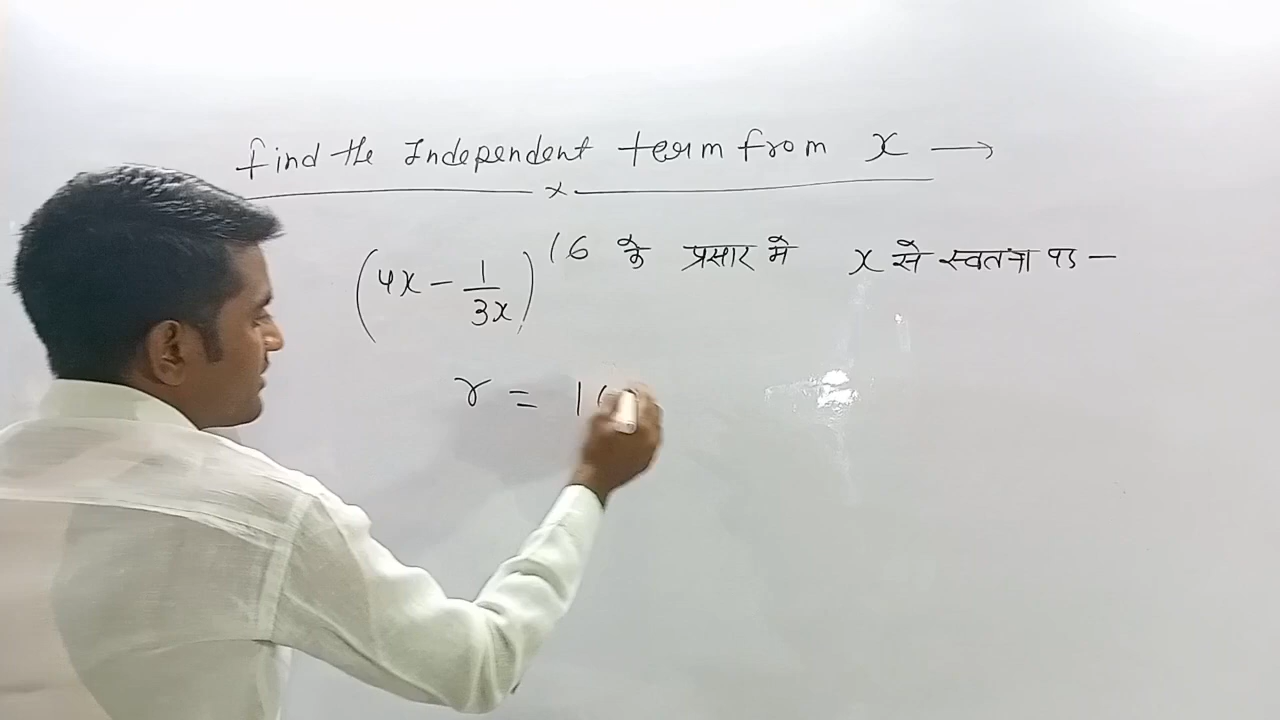 find the Independent term from x →
(4x - 1/3x)^16 के प्रसार मे x से स्वतंत्र पद -
r = 1